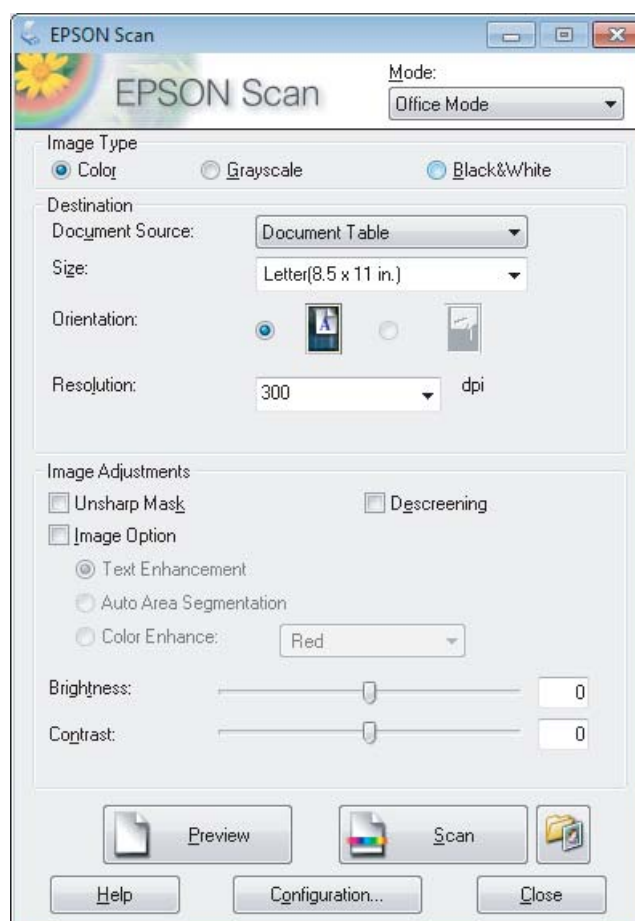 EPSON Scan
EPSON Scan
Mode:
Office Mode
Image Type
Color Grayscale Black&White
Destination
Document Source: Document Table
Size: Letter(8.5 x 11 in.)
Orientation: A
Resolution: 300 dpi
Image Adjustments
Unsharp Mask Descreening
Image Option
Text Enhancement
Auto Area Segmentation
Color Enhance: Red
Brightness: 0
Contrast: 0
Preview Scan
Help Configuration... Close